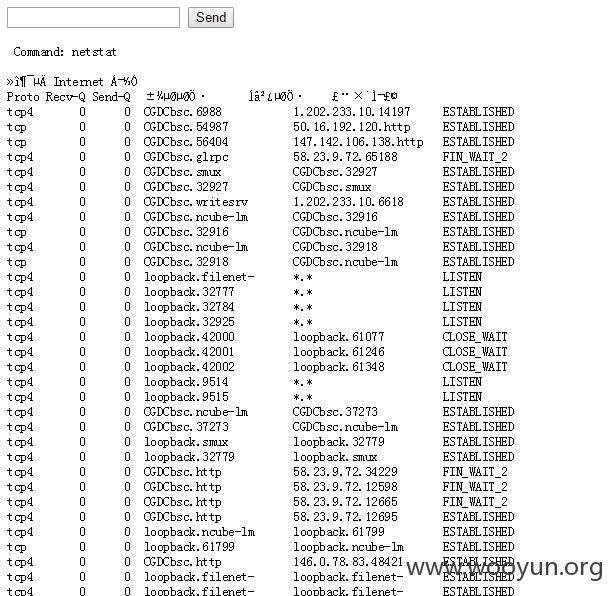 Send
Command: netstat
»î¶¯µÄ Internet Á¬½Ó
Proto Recv-Q Send-Q ±¾µØµØÖ· Íâ²¿µØÖ· £¨×´Ì¬£©
tcp4 0 0 CGDCbsc.6988 1.202.233.10.14197 ESTABLISHED
tcp 0 0 CGDCbsc.54987 50.16.192.120.http ESTABLISHED
tcp 0 0 CGDCbsc.56404 147.142.106.138.http ESTABLISHED
tcp4 0 0 CGDCbsc.glrpc 58.23.9.72.65188 FIN_WAIT_2
tcp4 0 0 CGDCbsc.smux CGDCbsc.32927 ESTABLISHED
tcp4 0 0 CGDCbsc.32927 CGDCbsc.smux ESTABLISHED
tcp4 0 0 CGDCbsc.writesrv 1.202.233.10.6618 ESTABLISHED
tcp4 0 0 CGDCbsc.ncube-lm CGDCbsc.32916 ESTABLISHED
tcp 0 0 CGDCbsc.32916 CGDCbsc.ncube-lm ESTABLISHED
tcp4 0 0 CGDCbsc.ncube-lm CGDCbsc.32918 ESTABLISHED
tcp 0 0 CGDCbsc.32918 CGDCbsc.ncube-lm ESTABLISHED
tcp 0 0 loopback.filenet- *.* LISTEN
tcp4 0 0 loopback.32777 *.* LISTEN
tcp4 0 0 loopback.32784 *.* LISTEN
tcp4 0 0 loopback.32925 *.* LISTEN
tcp4 0 0 loopback.42000 loopback.61077 CLOSE_WAIT
tcp4 0 0 loopback.42001 loopback.61246 CLOSE_WAIT
tcp4 0 0 loopback.42002 loopback.61348 CLOSE_WAIT
tcp4 0 0 loopback.9514 *.* LISTEN
tcp4 0 0 loopback.9515 *.* LISTEN
tcp4 0 0 CGDCbsc.ncube-lm CGDCbsc.37273 ESTABLISHED
tcp4 0 0 CGDCbsc.37273 CGDCbsc.ncube-lm ESTABLISHED
tcp4 0 0 loopback.smux loopback.32779 ESTABLISHED
tcp4 0 0 loopback.32779 loopback.smux ESTABLISHED
tcp4 0 0 CGDCbsc.http 58.23.9.72.34229 FIN_WAIT_2
tcp4 0 0 CGDCbsc.http 58.23.9.72.12598 FIN_WAIT_2
tcp4 0 0 CGDCbsc.http 58.23.9.72.12665 FIN_WAIT_2
tcp4 0 0 CGDCbsc.http 58.23.9.72.12695 ESTABLISHED
tcp4 0 0 loopback.ncube-lm loopback.61799 ESTABLISHED
tcp 0 0 loopback.61799 loopback.ncube-lm ESTABLISHED
tcp4 0 0 CGDCbsc.http 146.0.78.83.48421 ESTABLISHED
tcp 0 0 loopback.filenet- loopback.filenet- ESTABLISHED
tcp4 0 0 loopback.filenet- loopback.filenet- ESTABLISHED
www.wooyun.org